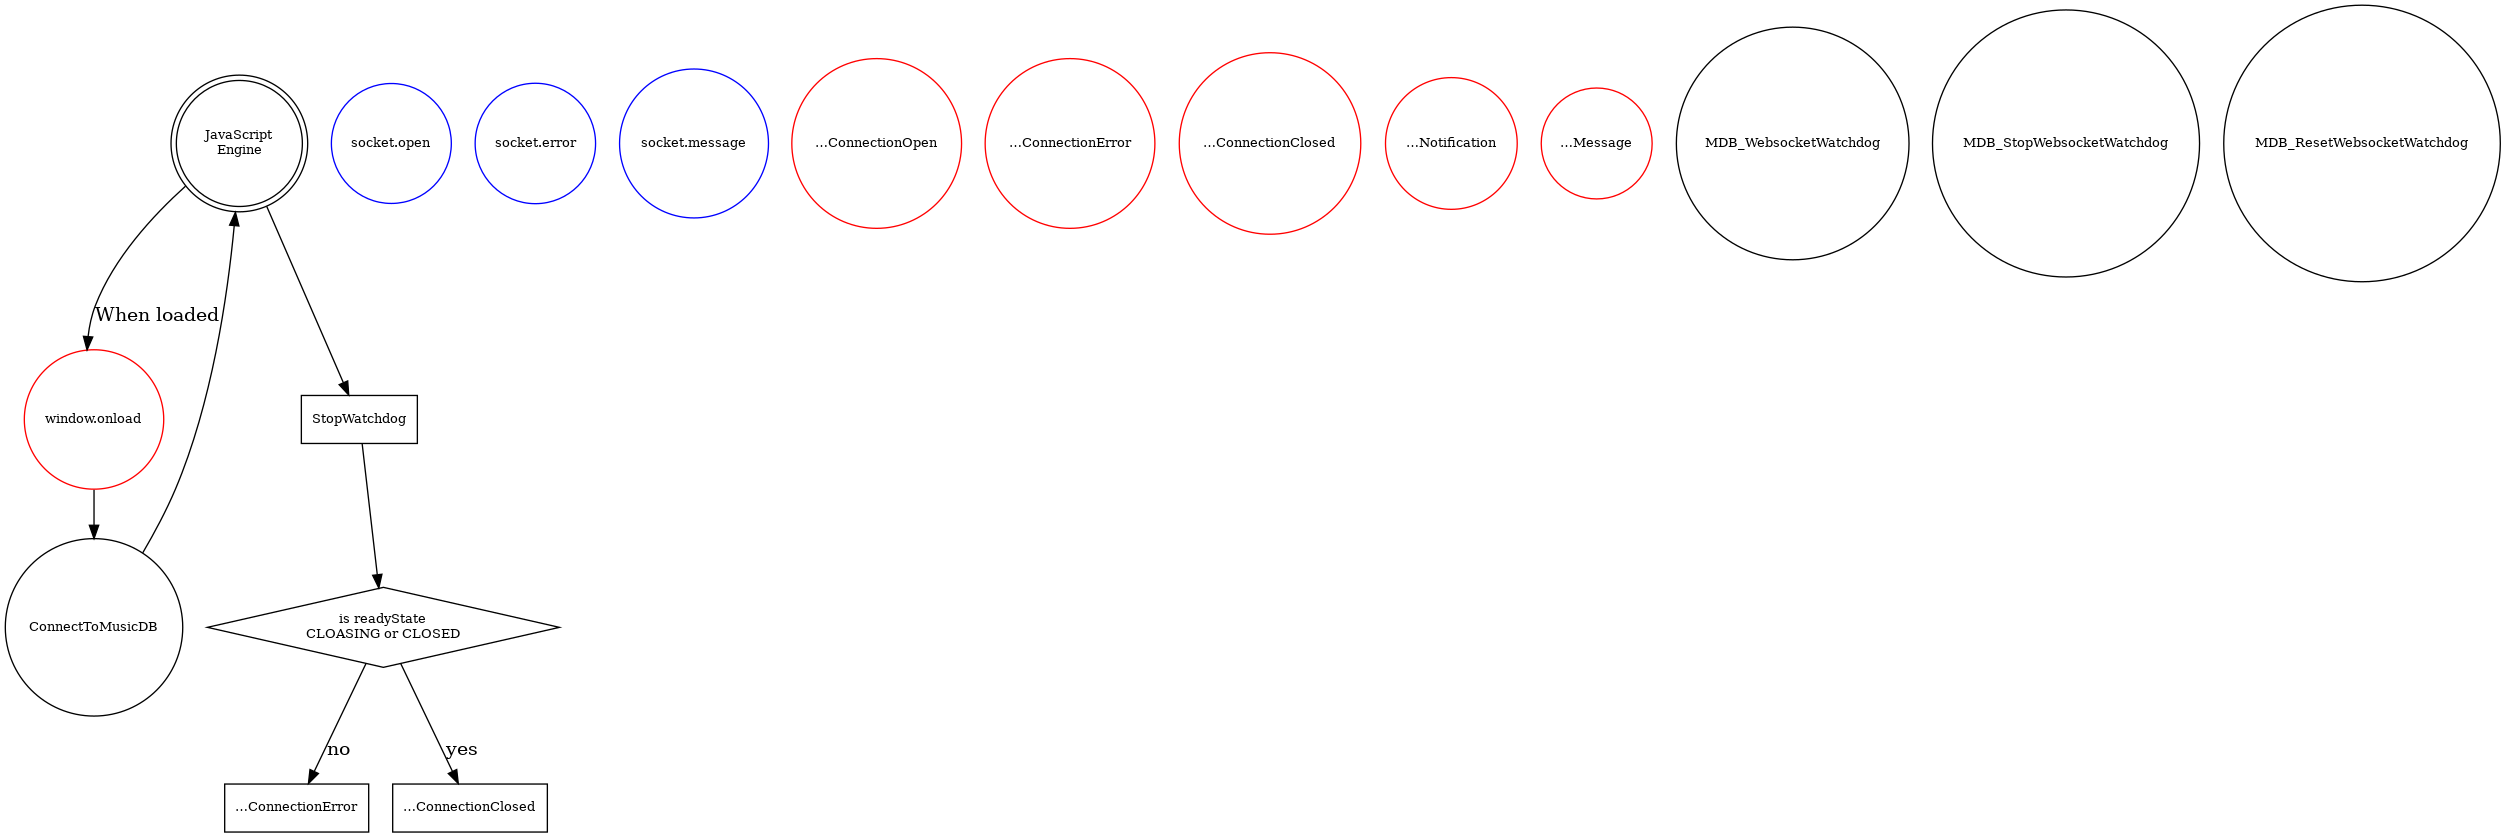 JavaScript
Engine
socket.open
socket.error
socket.message
...ConnectionOpen
...ConnectionError
...ConnectionClosed
...Notification
...Message
MDB_WebsocketWatchdog
MDB_StopWebsocketWatchdog
MDB_ResetWebsocketWatchdog
When loaded
window.onload
StopWatchdog
ConnectToMusicDB
is readyState
CLOASING or CLOSED
no
yes
...ConnectionError
...ConnectionClosed